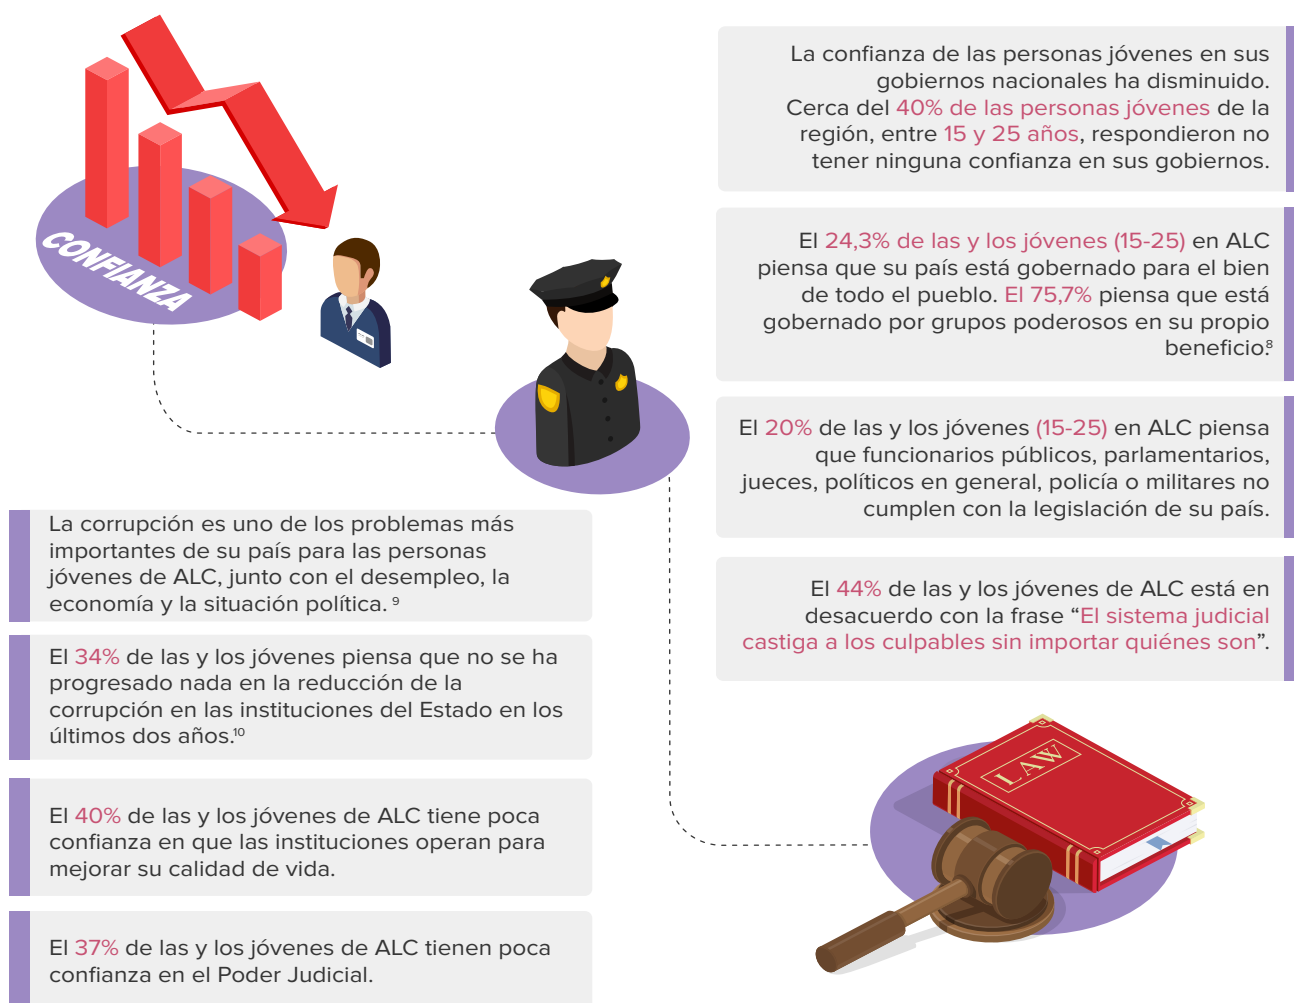 CONFIANZA
La confianza de las personas jóvenes en sus
gobiernos nacionales ha disminuido.
Cerca del 40% de las personas jóvenes de la
región, entre 15 y 25 años, respondieron no
tener ninguna confianza en sus gobiernos.
El 24,3% de las y los jóvenes (15-25) en ALC
piensa que su país está gobernado para el bien
de todo el pueblo. El 75,7% piensa que está
gobernado por grupos poderosos en su propio
beneficio.⁸
El 20% de las y los jóvenes (15-25) en ALC piensa
que funcionarios públicos, parlamentarios,
jueces, políticos en general, policía o militares no
cumplen con la legislación de su país.
El 44% de las y los jóvenes de ALC está en
desacuerdo con la frase “El sistema judicial
castiga a los culpables sin importar quiénes son”.
La corrupción es uno de los problemas más
importantes de su país para las personas
jóvenes de ALC, junto con el desempleo, la
economía y la situación política. ⁹
El 34% de las y los jóvenes piensa que no se ha
progresado nada en la reducción de la
corrupción en las instituciones del Estado en los
últimos dos años.¹⁰
El 40% de las y los jóvenes de ALC tiene poca
confianza en que las instituciones operan para
mejorar su calidad de vida.
El 37% de las y los jóvenes de ALC tienen poca
confianza en el Poder Judicial.
LAW